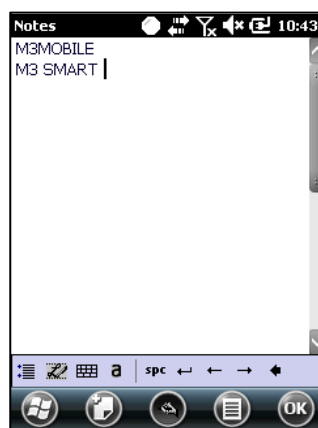 Notes 10:43
M3MOBILE
M3 SMART
a spc
OK